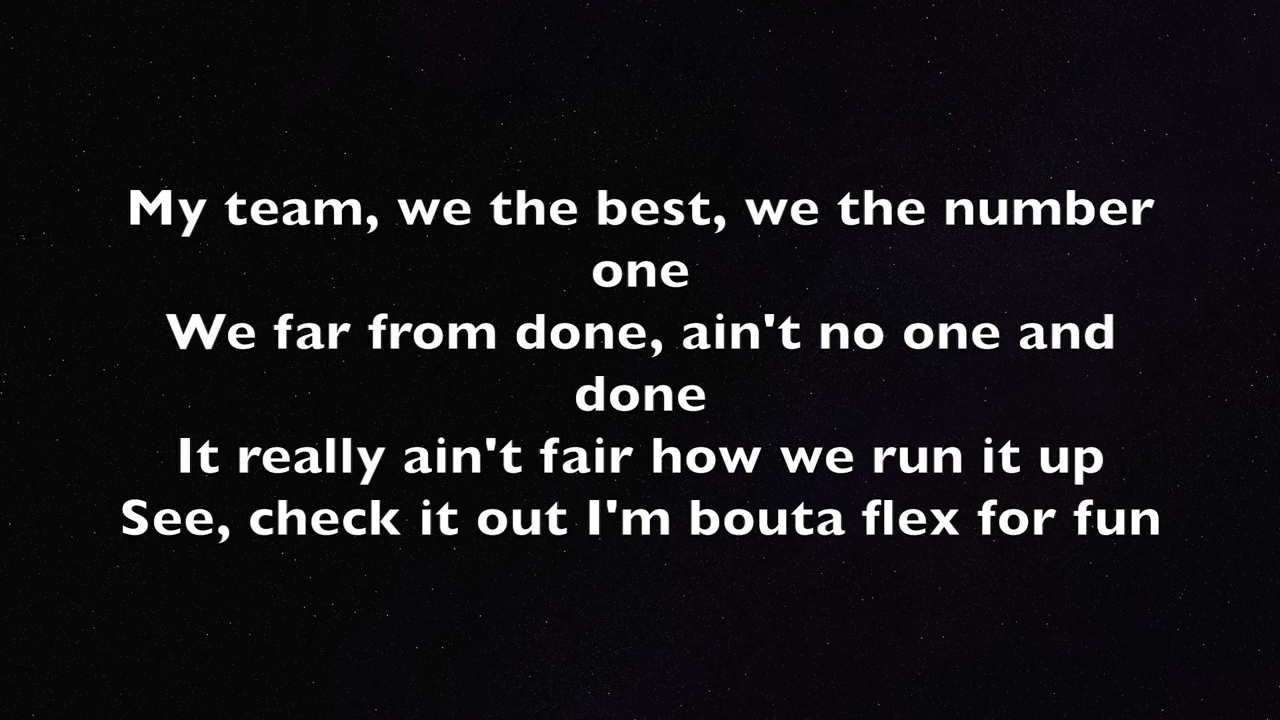 My team, we the best, we the number
one
We far from done, ain't no one and
done
It really ain't fair how we run it up
See, check it out I'm bouta flex for fun